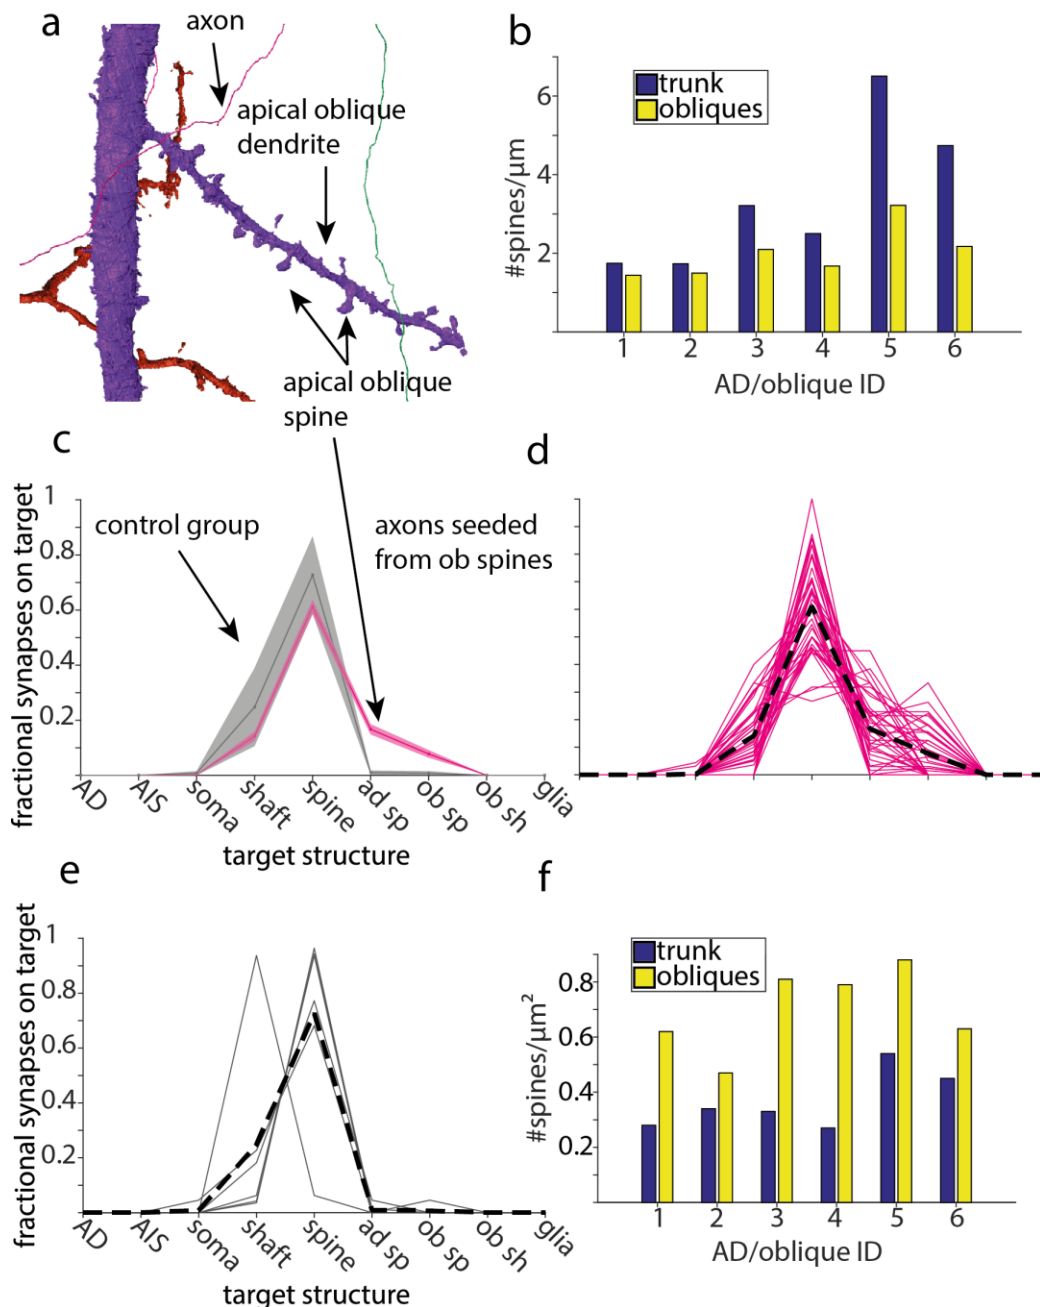 a
axon
apical oblique
dendrite
apical oblique
spine
b
#spines/µm
6
4
2
trunk
obliques
1 2 3 4 5 6
AD/oblique ID
c
fractional synapses on target
1
0.8
0.6
0.4
0.2
control group
axons seeded
from ob spines
AD AIS soma shaft spine ad sp ob sp ob sh glia
target structure
d
e
fractional synapses on target
1
0.8
0.6
0.4
0.2
AD AIS soma shaft spine ad sp ob sp ob sh glia
target structure
f
#spines/µm²
0.8
0.6
0.4
0.2
trunk
obliques
1 2 3 4 5 6
AD/oblique ID